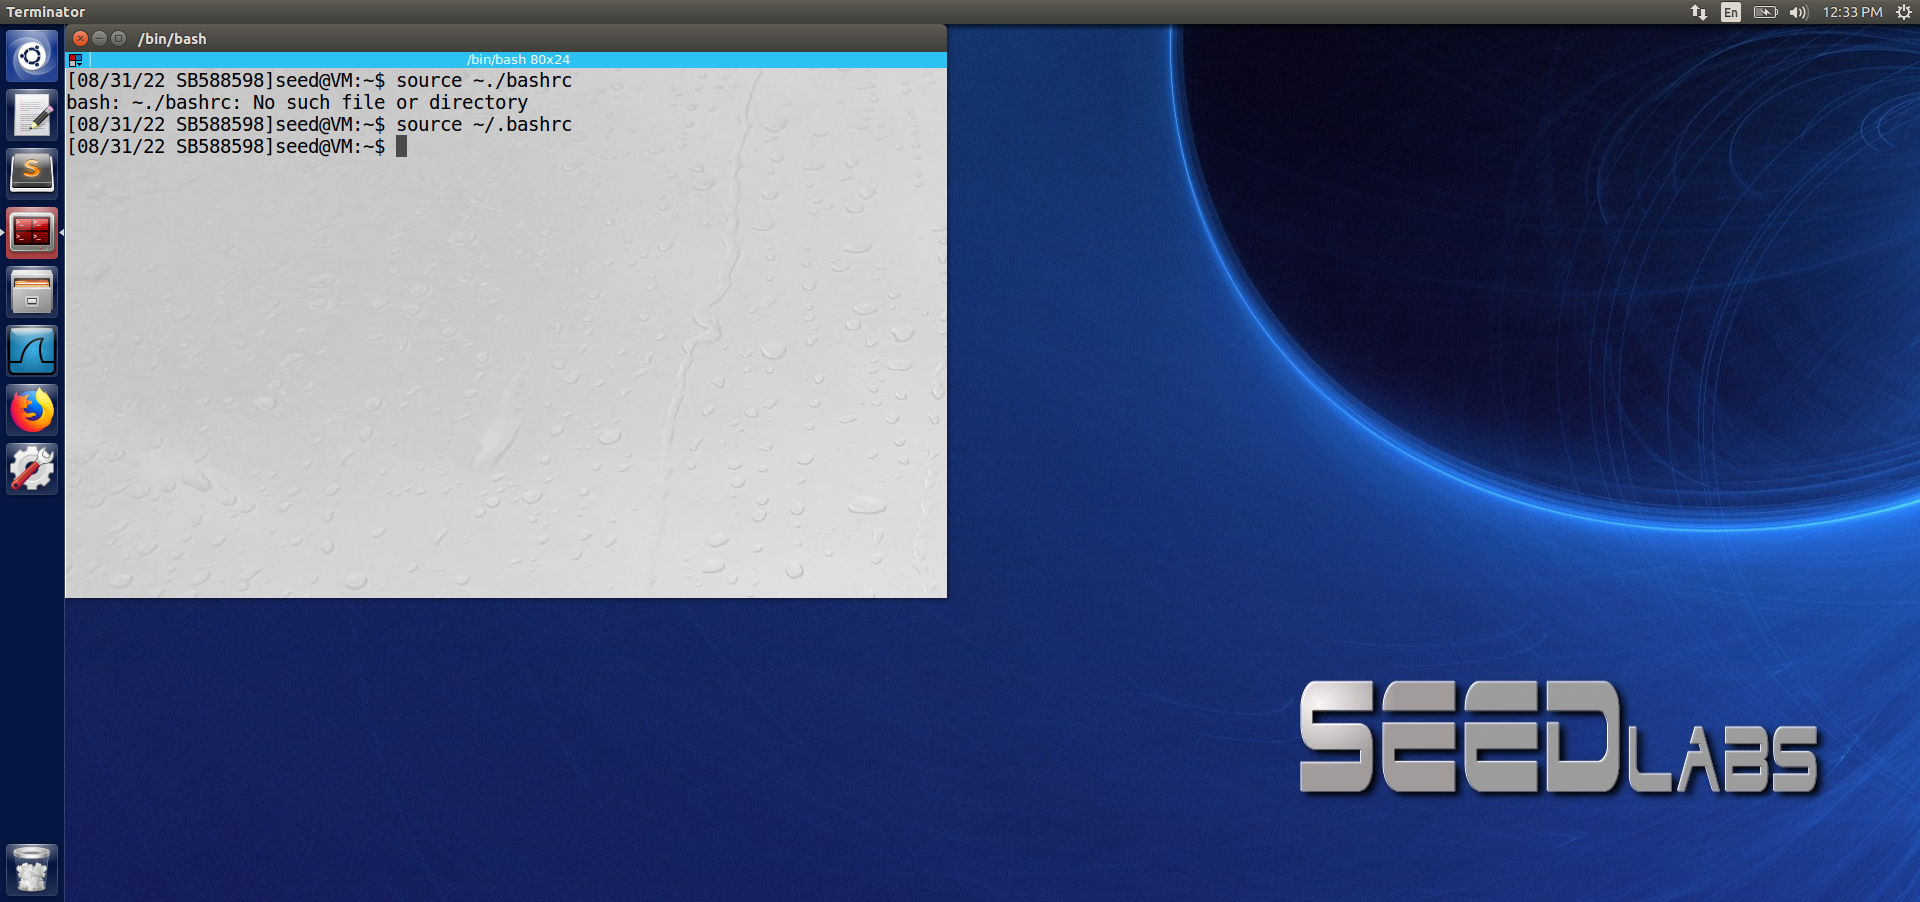 Terminator
En
12:33 PM
/bin/bash
/bin/bash 80x24
[08/31/22 SB588598]seed@VM:~$ source ~./bashrc
bash: ~./bashrc: No such file or directory
[08/31/22 SB588598]seed@VM:~$ source ~/.bashrc
[08/31/22 SB588598]seed@VM:~$
S
SEEDLABS